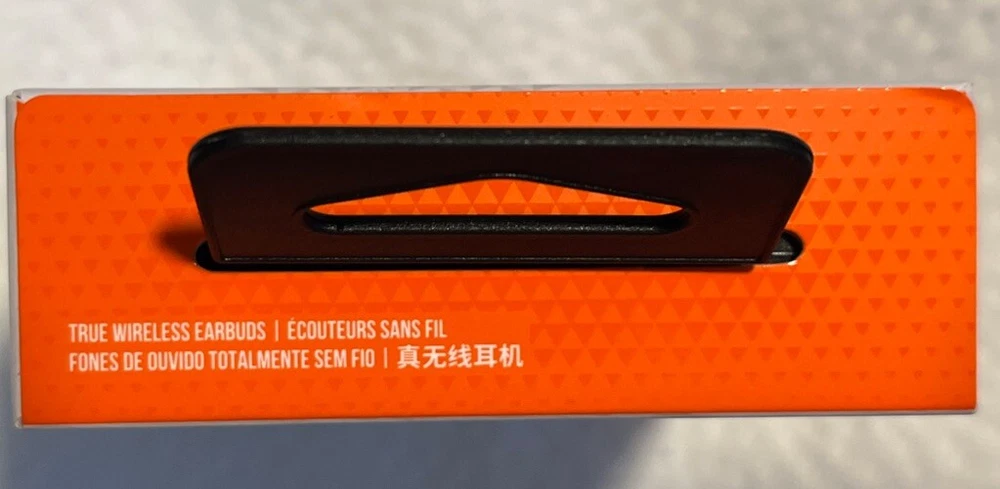 TRUE WIRELESS EARBUDS | ÉCOUTEURS SANS FIL
FONES DE OUVIDO TOTALMENTE SEM FIO | 真无线耳机